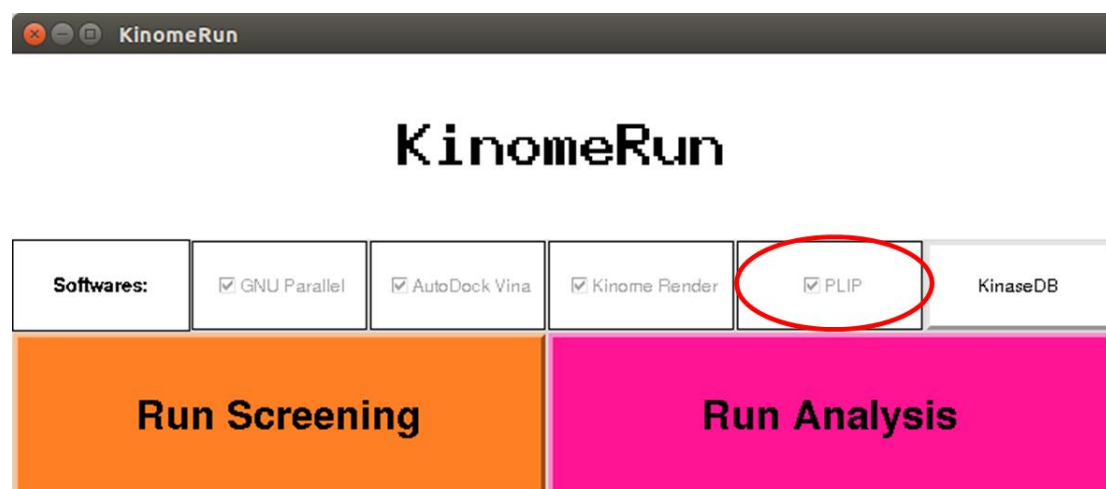 KinomeRun
KinomeRun
Softwares: GNU Parallel AutoDock Vina Kinome Render PLIP KinaseDB
Run Screening Run Analysis